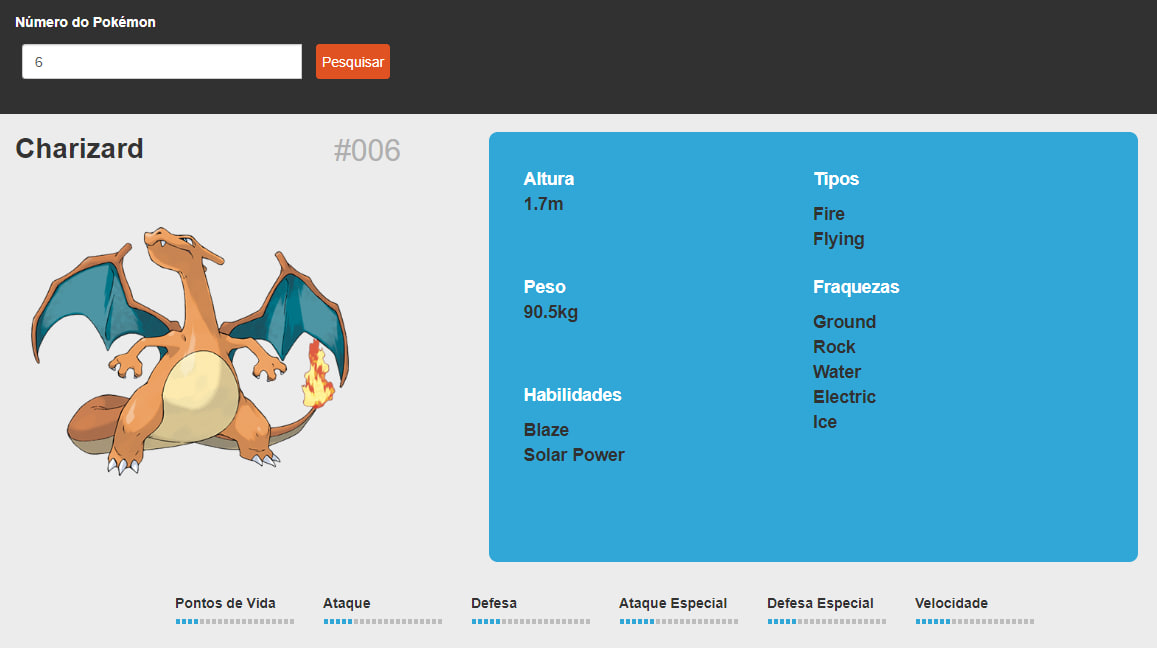 Número do Pokémon
6
Pesquisar
Charizard
#006
Altura
1.7m
Peso
90.5kg
Habilidades
Blaze
Solar Power
Tipos
Fire
Flying
Fraquezas
Ground
Rock
Water
Electric
Ice
Pontos de Vida
Ataque
Defesa
Ataque Especial
Defesa Especial
Velocidade